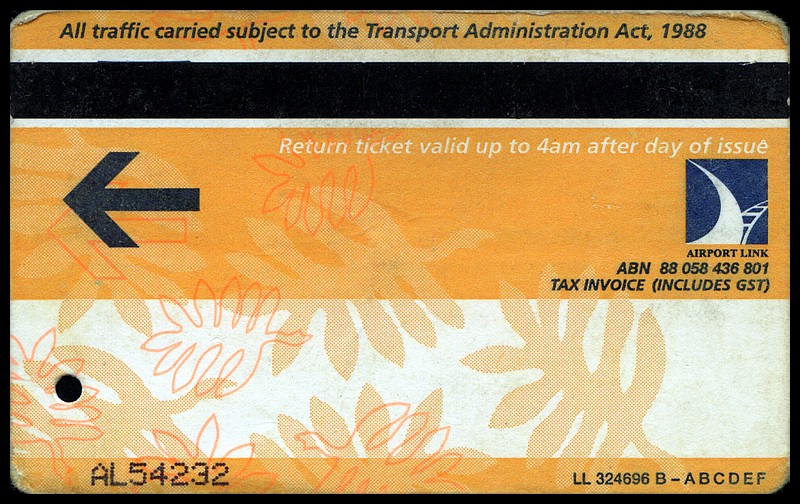 All traffic carried subject to the Transport Administration Act, 1988
Return ticket valid up to 4am after day of issue
AIRPORT LINK
ABN 88 058 436 801
TAX INVOICE (INCLUDES GST)
AL54232
LL 324696 B – ABCDEF